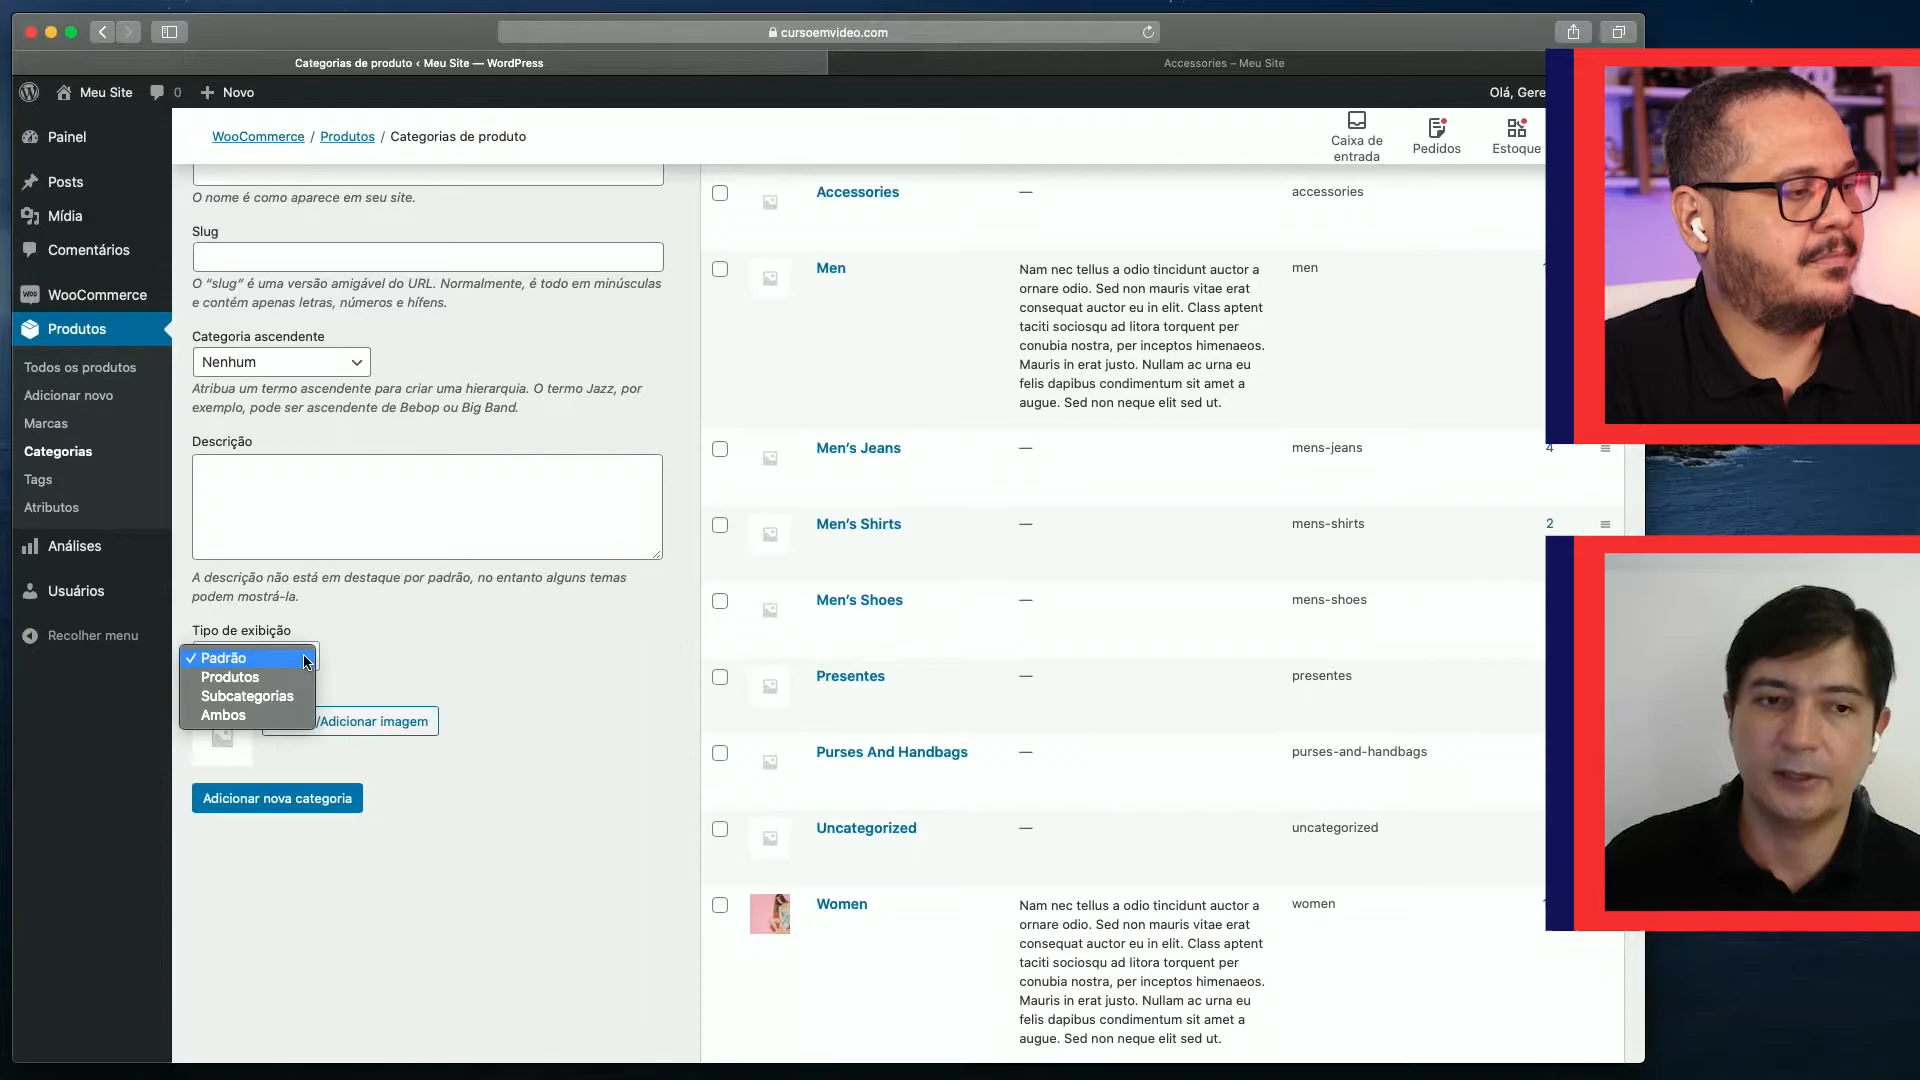 cursoemvideo.com
Categorias de produto ‹ Meu Site — WordPress
Accessories – Meu Site
Meu Site
0
Novo
Olá, Gere
Painel
Posts
Mídia
Comentários
WooCommerce
Produtos
Todos os produtos
Adicionar novo
Marcas
Categorias
Tags
Atributos
Análises
Usuários
Recolher menu
WooCommerce / Produtos / Categorias de produto
Caixa de
entrada
Pedidos
Estoque
O nome é como aparece em seu site.
Slug
O “slug” é uma versão amigável do URL. Normalmente, é todo em minúsculas
e contém apenas letras, números e hífens.
Categoria ascendente
Nenhum
Atribua um termo ascendente para criar uma hierarquia. O termo Jazz, por
exemplo, pode ser ascendente de Bebop ou Big Band.
Descrição
A descrição não está em destaque por padrão, no entanto alguns temas
podem mostrá-la.
Tipo de exibição
✓ Padrão
Produtos
Subcategorias
Ambos
/Adicionar imagem
Adicionar nova categoria
Accessories — accessories
Men
Nam nec tellus a odio tincidunt auctor a
ornare odio. Sed non mauris vitae erat
consequat auctor eu in elit. Class aptent
taciti sociosqu ad litora torquent per
conubia nostra, per inceptos himenaeos.
Mauris in erat justo. Nullam ac urna eu
felis dapibus condimentum sit amet a
augue. Sed non neque elit sed ut.
men
Men’s Jeans — mens-jeans 4
Men’s Shirts — mens-shirts 2
Men’s Shoes — mens-shoes
Presentes — presentes
Purses And Handbags — purses-and-handbags
Uncategorized — uncategorized
Women
Nam nec tellus a odio tincidunt auctor a
ornare odio. Sed non mauris vitae erat
consequat auctor eu in elit. Class aptent
taciti sociosqu ad litora torquent per
conubia nostra, per inceptos himenaeos.
Mauris in erat justo. Nullam ac urna eu
felis dapibus condimentum sit amet a
augue. Sed non neque elit sed ut.
women